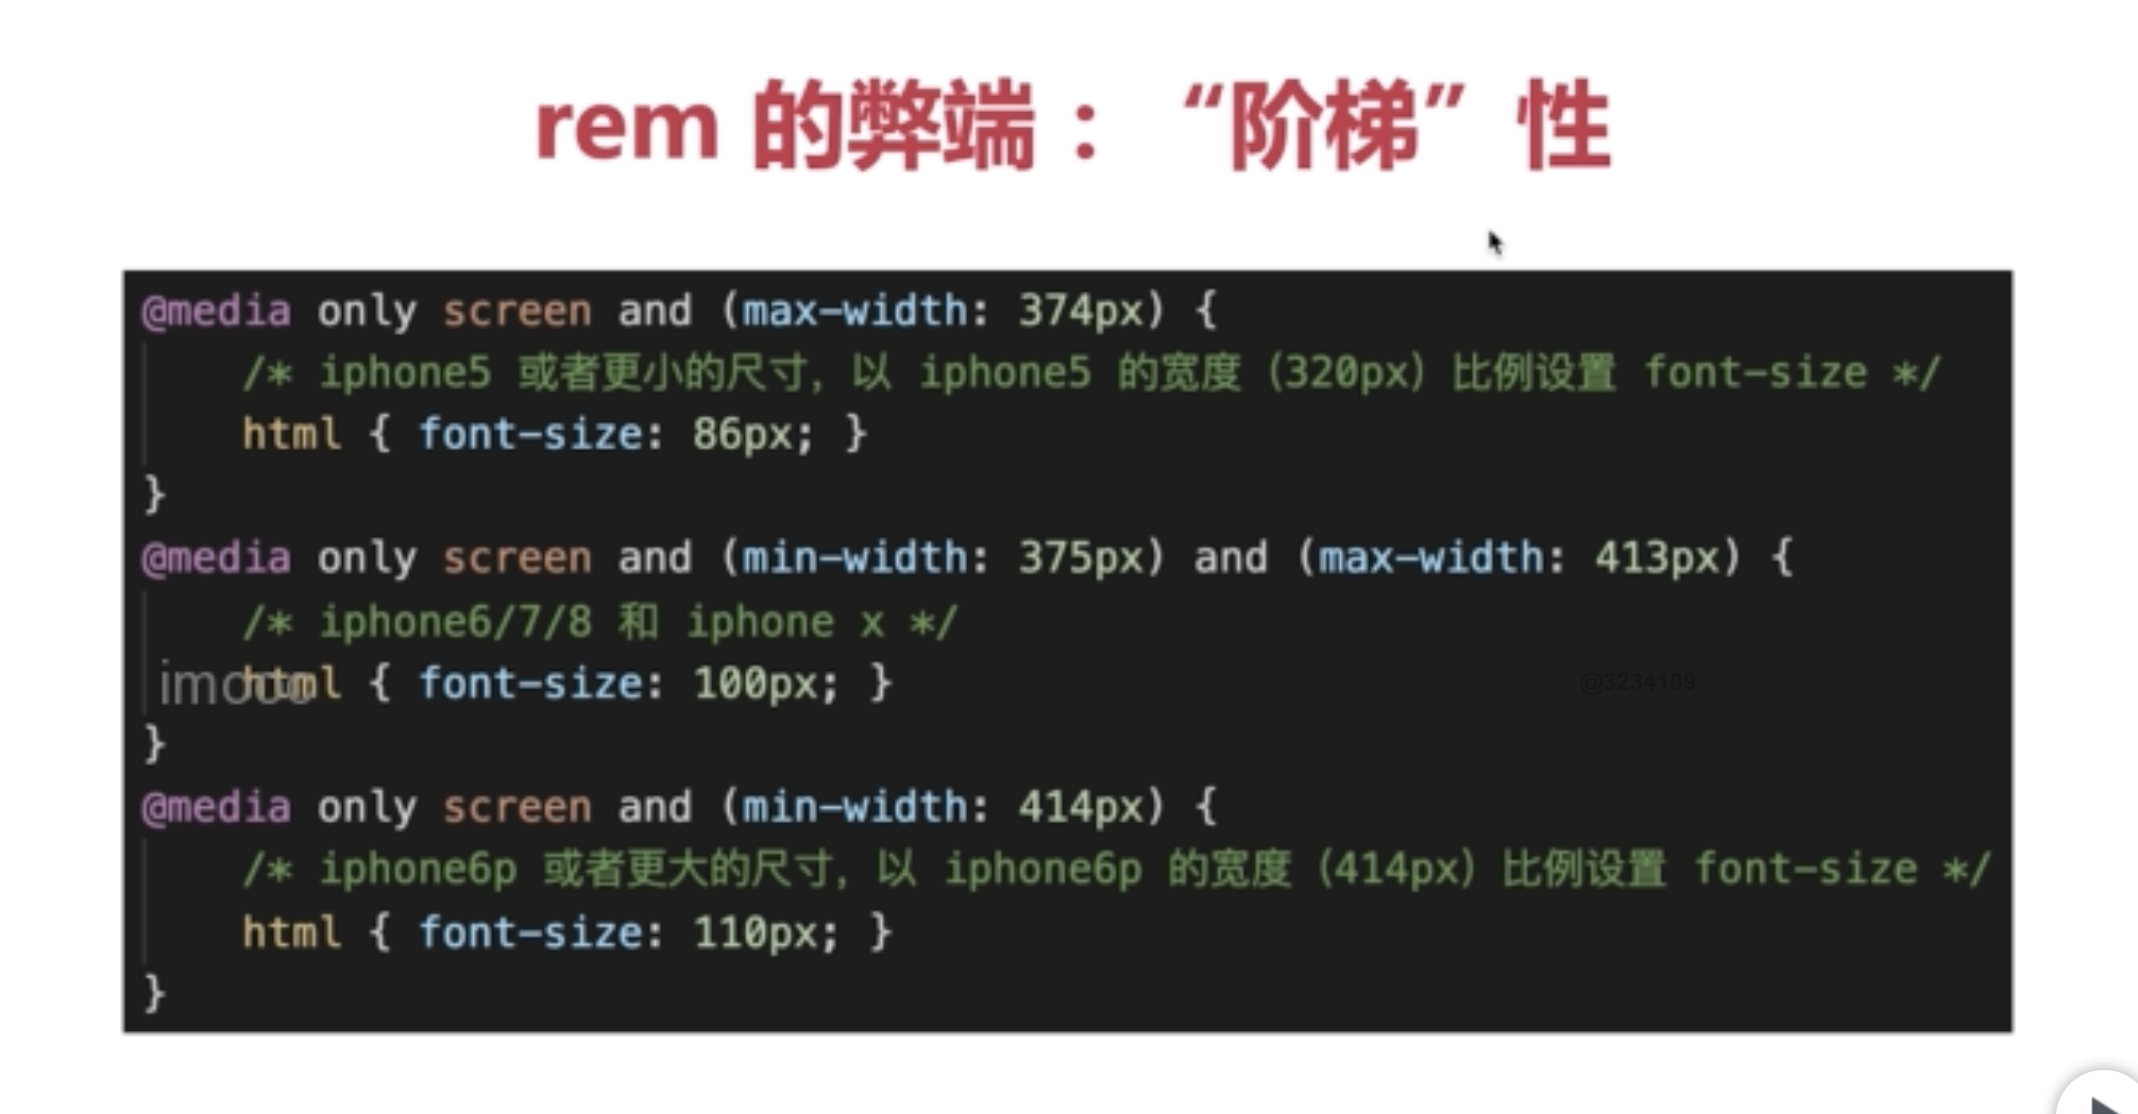 rem 的弊端：“阶梯”性
@media only screen and (max-width: 374px) {
/* iphone5 或者更小的尺寸，以 iphone5 的宽度（320px）比例设置 font-size */
html { font-size: 86px; }
}
@media only screen and (min-width: 375px) and (max-width: 413px) {
/* iphone6/7/8 和 iphone x */
html { font-size: 100px; }
}
@media only screen and (min-width: 414px) {
/* iphone6p 或者更大的尺寸，以 iphone6p 的宽度（414px）比例设置 font-size */
html { font-size: 110px; }
}
@3234109